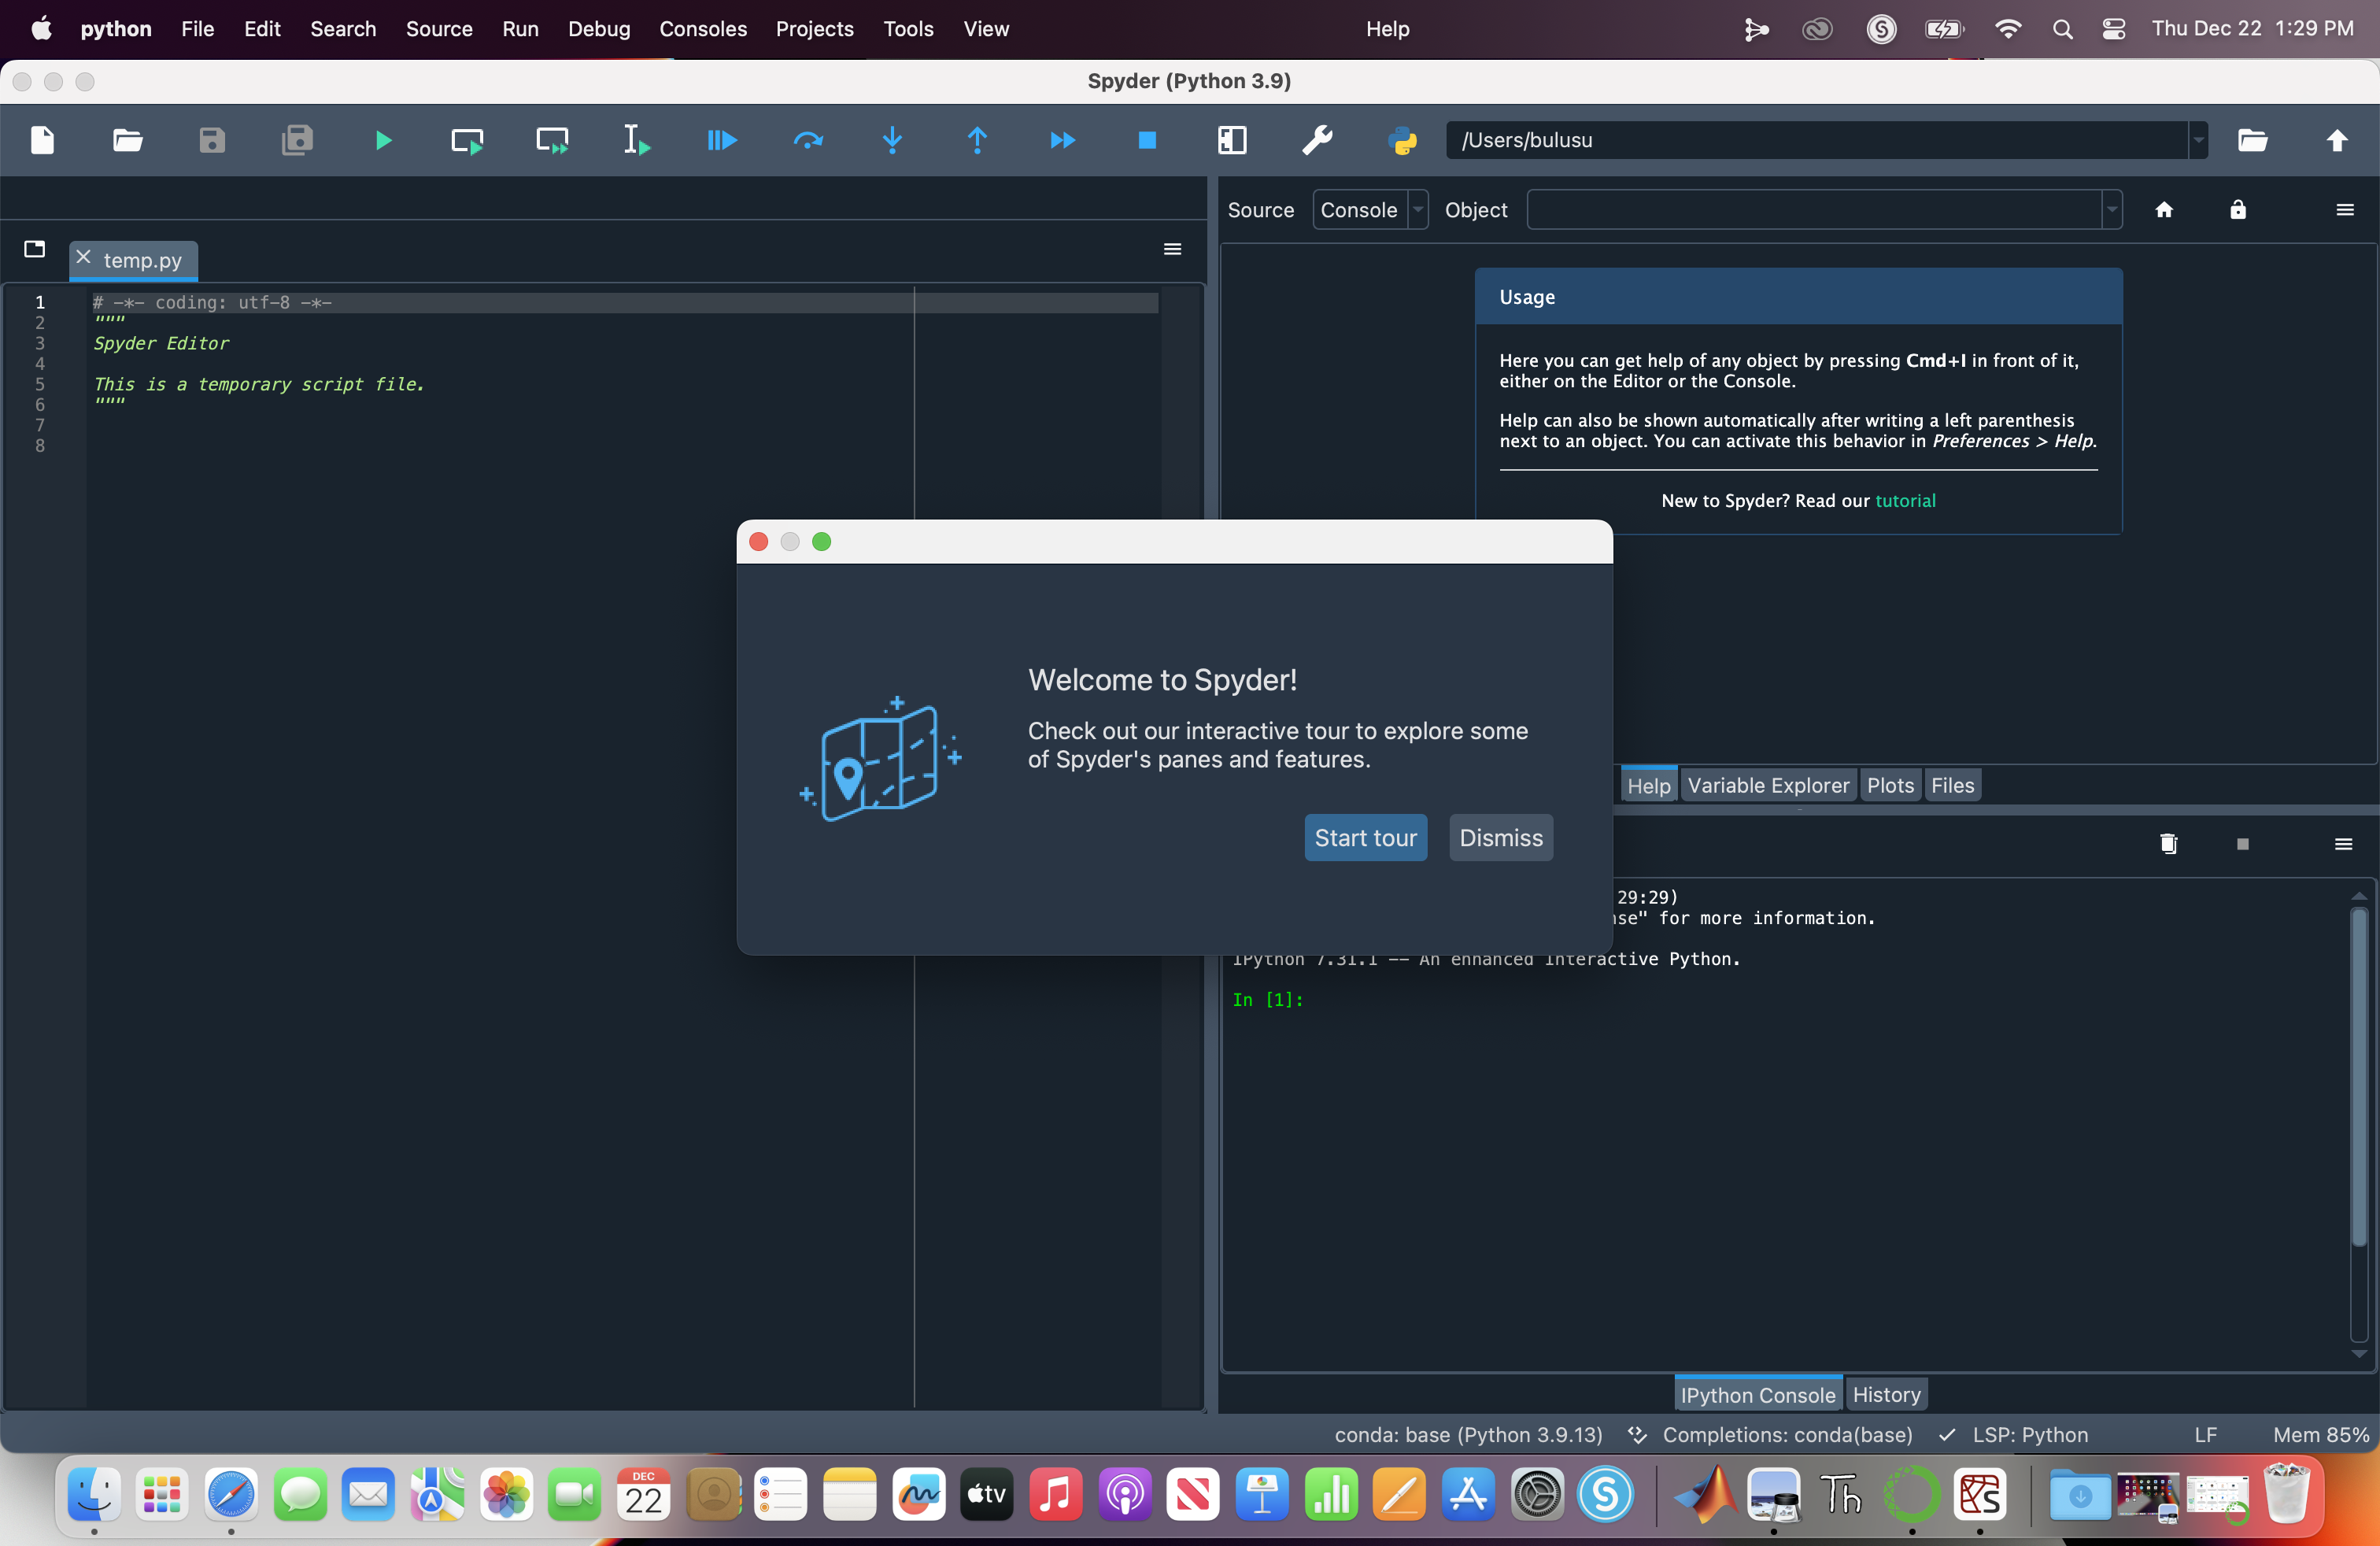 python File Edit Search Source Run Debug Consoles Projects Tools View Help Thu Dec 22 1:29 PM
Spyder (Python 3.9)
/Users/bulusu
Source Console Object
temp.py
1 # -*- coding: utf-8 -*-
2 """
3 Spyder Editor
4
5 This is a temporary script file.
6 """
7
8
Usage
Here you can get help of any object by pressing Cmd+I in front of it,
either on the Editor or the Console.
Help can also be shown automatically after writing a left parenthesis
next to an object. You can activate this behavior in Preferences > Help.
New to Spyder? Read our tutorial
Welcome to Spyder!
Check out our interactive tour to explore some
of Spyder's panes and features.
Start tour Dismiss
Help Variable Explorer Plots Files
29:29)
se" for more information.
IPython 7.31.1 -- An enhanced Interactive Python.
In [1]:
IPython Console History
conda: base (Python 3.9.13) Completions: conda(base) LSP: Python LF Mem 85%
DEC
22
tv
Th